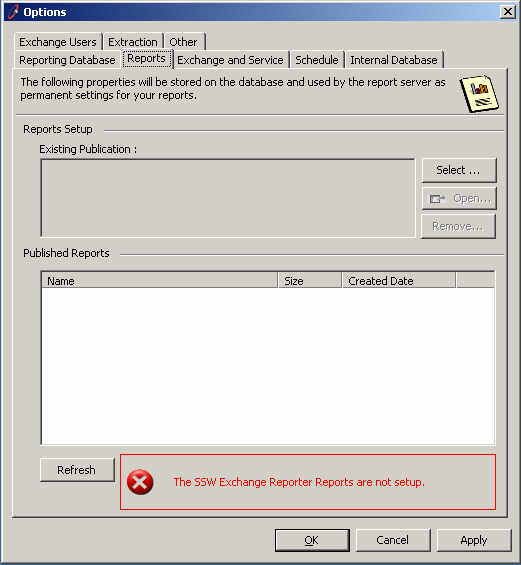 Options
Exchange Users Extraction Other
Reporting Database Reports Exchange and Service Schedule Internal Database
The following properties will be stored on the database and used by the report server as
permanent settings for your reports.
Reports Setup
Existing Publication :
Select ...
Open...
Remove...
Published Reports
Name Size Created Date
Refresh
The SSW Exchange Reporter Reports are not setup.
OK Cancel Apply